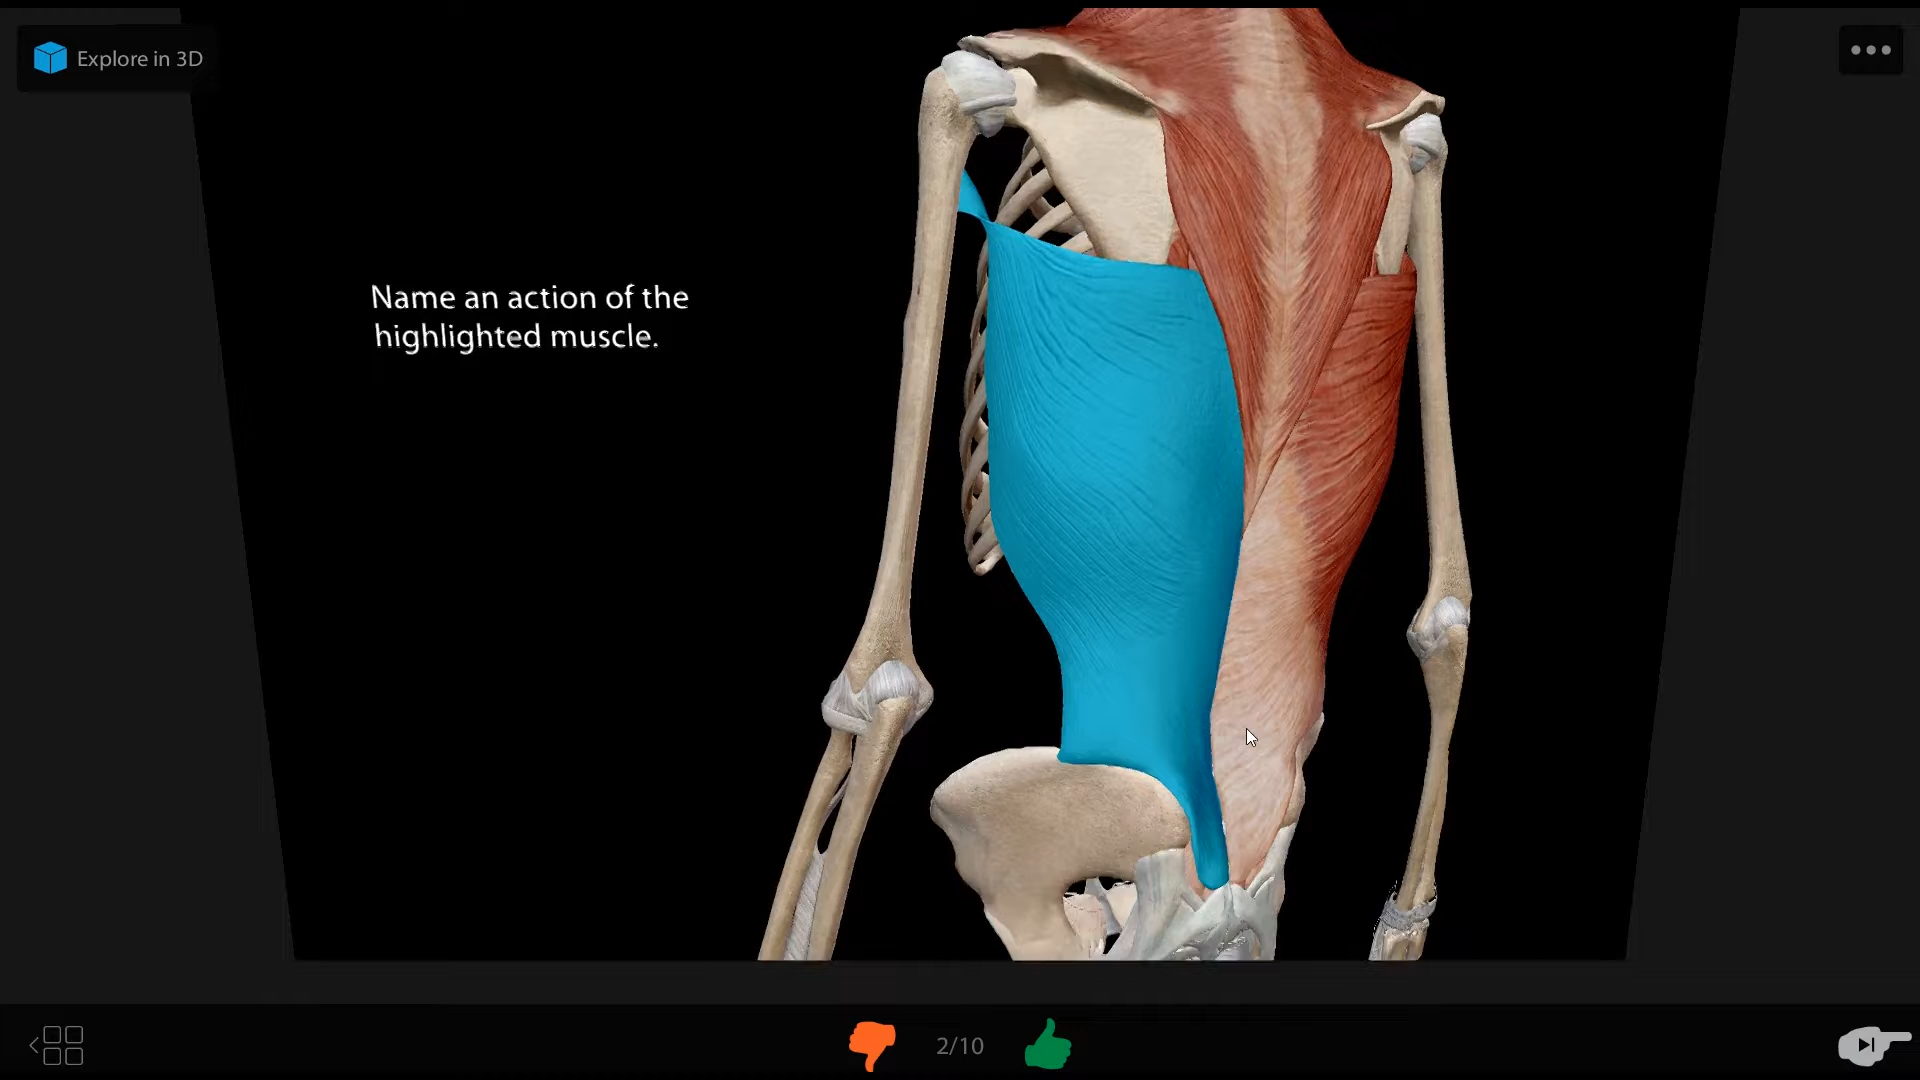 Explore in 3D
Name an action of the
highlighted muscle.
2/10